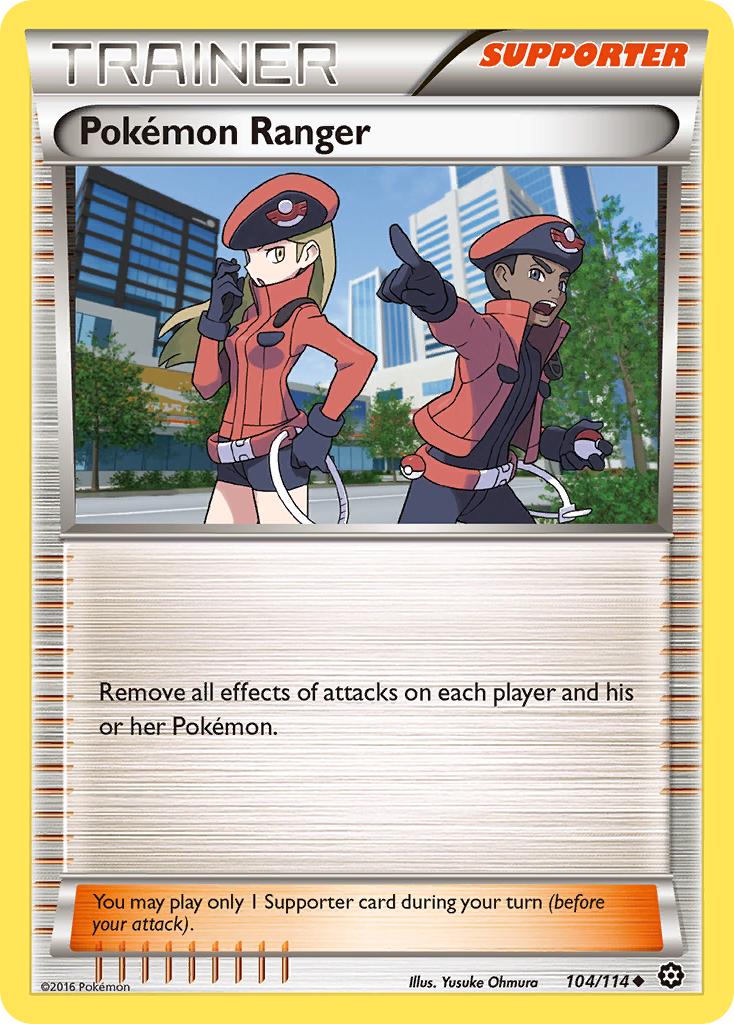 TRAINER
SUPPORTER
Pokémon Ranger
Remove all effects of attacks on each player and his
or her Pokémon.
You may play only 1 Supporter card during your turn (before
your attack).
©2016 Pokémon
Illus. Yusuke Ohmura
104/114